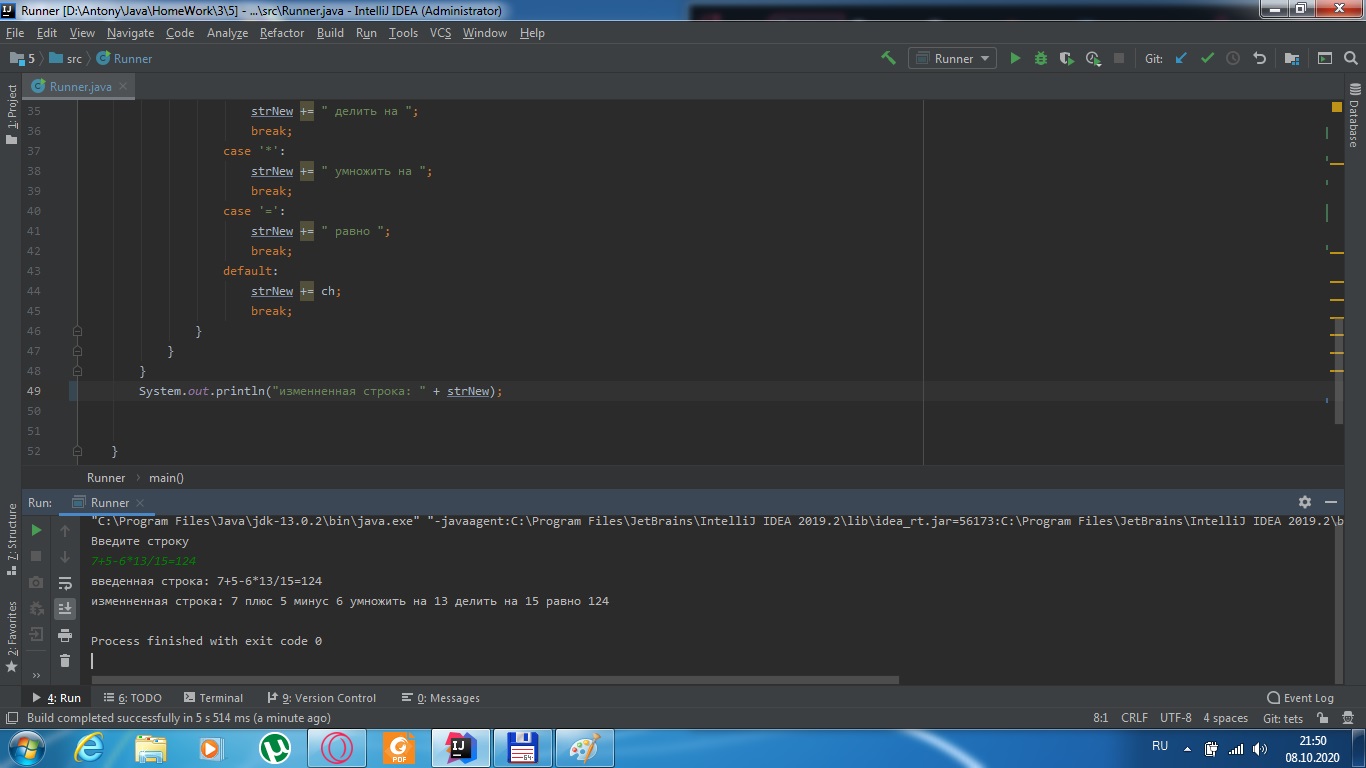 Runner [D:\Antony\Java\HomeWork\3\5] - ...\src\Runner.java - IntelliJ IDEA (Administrator)
File Edit View Navigate Code Analyze Refactor Build Run Tools VCS Window Help
5 src Runner Runner Git:
Runner.java
1: Project
Database
35 strNew += " делить на ";
36 break;
37 case '*':
38 strNew += " умножить на ";
39 break;
40 case '=':
41 strNew += " равно ";
42 break;
43 default:
44 strNew += ch;
45 break;
46 }
47 }
48 }
49 System.out.println("изменненная строка: " + strNew);
50
51
52 }
Runner main()
Run: Runner
7: Structure
2: Favorites
"C:\Program Files\Java\jdk-13.0.2\bin\java.exe" "-javaagent:C:\Program Files\JetBrains\IntelliJ IDEA 2019.2\lib\idea_rt.jar=56173:C:\Program Files\JetBrains\IntelliJ IDEA 2019.2\b
Введите строку
7+5-6*13/15=124
введенная строка: 7+5-6*13/15=124
изменненная строка: 7 плюс 5 минус 6 умножить на 13 делить на 15 равно 124
Process finished with exit code 0
4: Run 6: TODO Terminal 9: Version Control 0: Messages Event Log
Build completed successfully in 5 s 514 ms (a minute ago) 8:1 CRLF UTF-8 4 spaces Git: tets
PDF
IJ
64
RU
21:50
08.10.2020